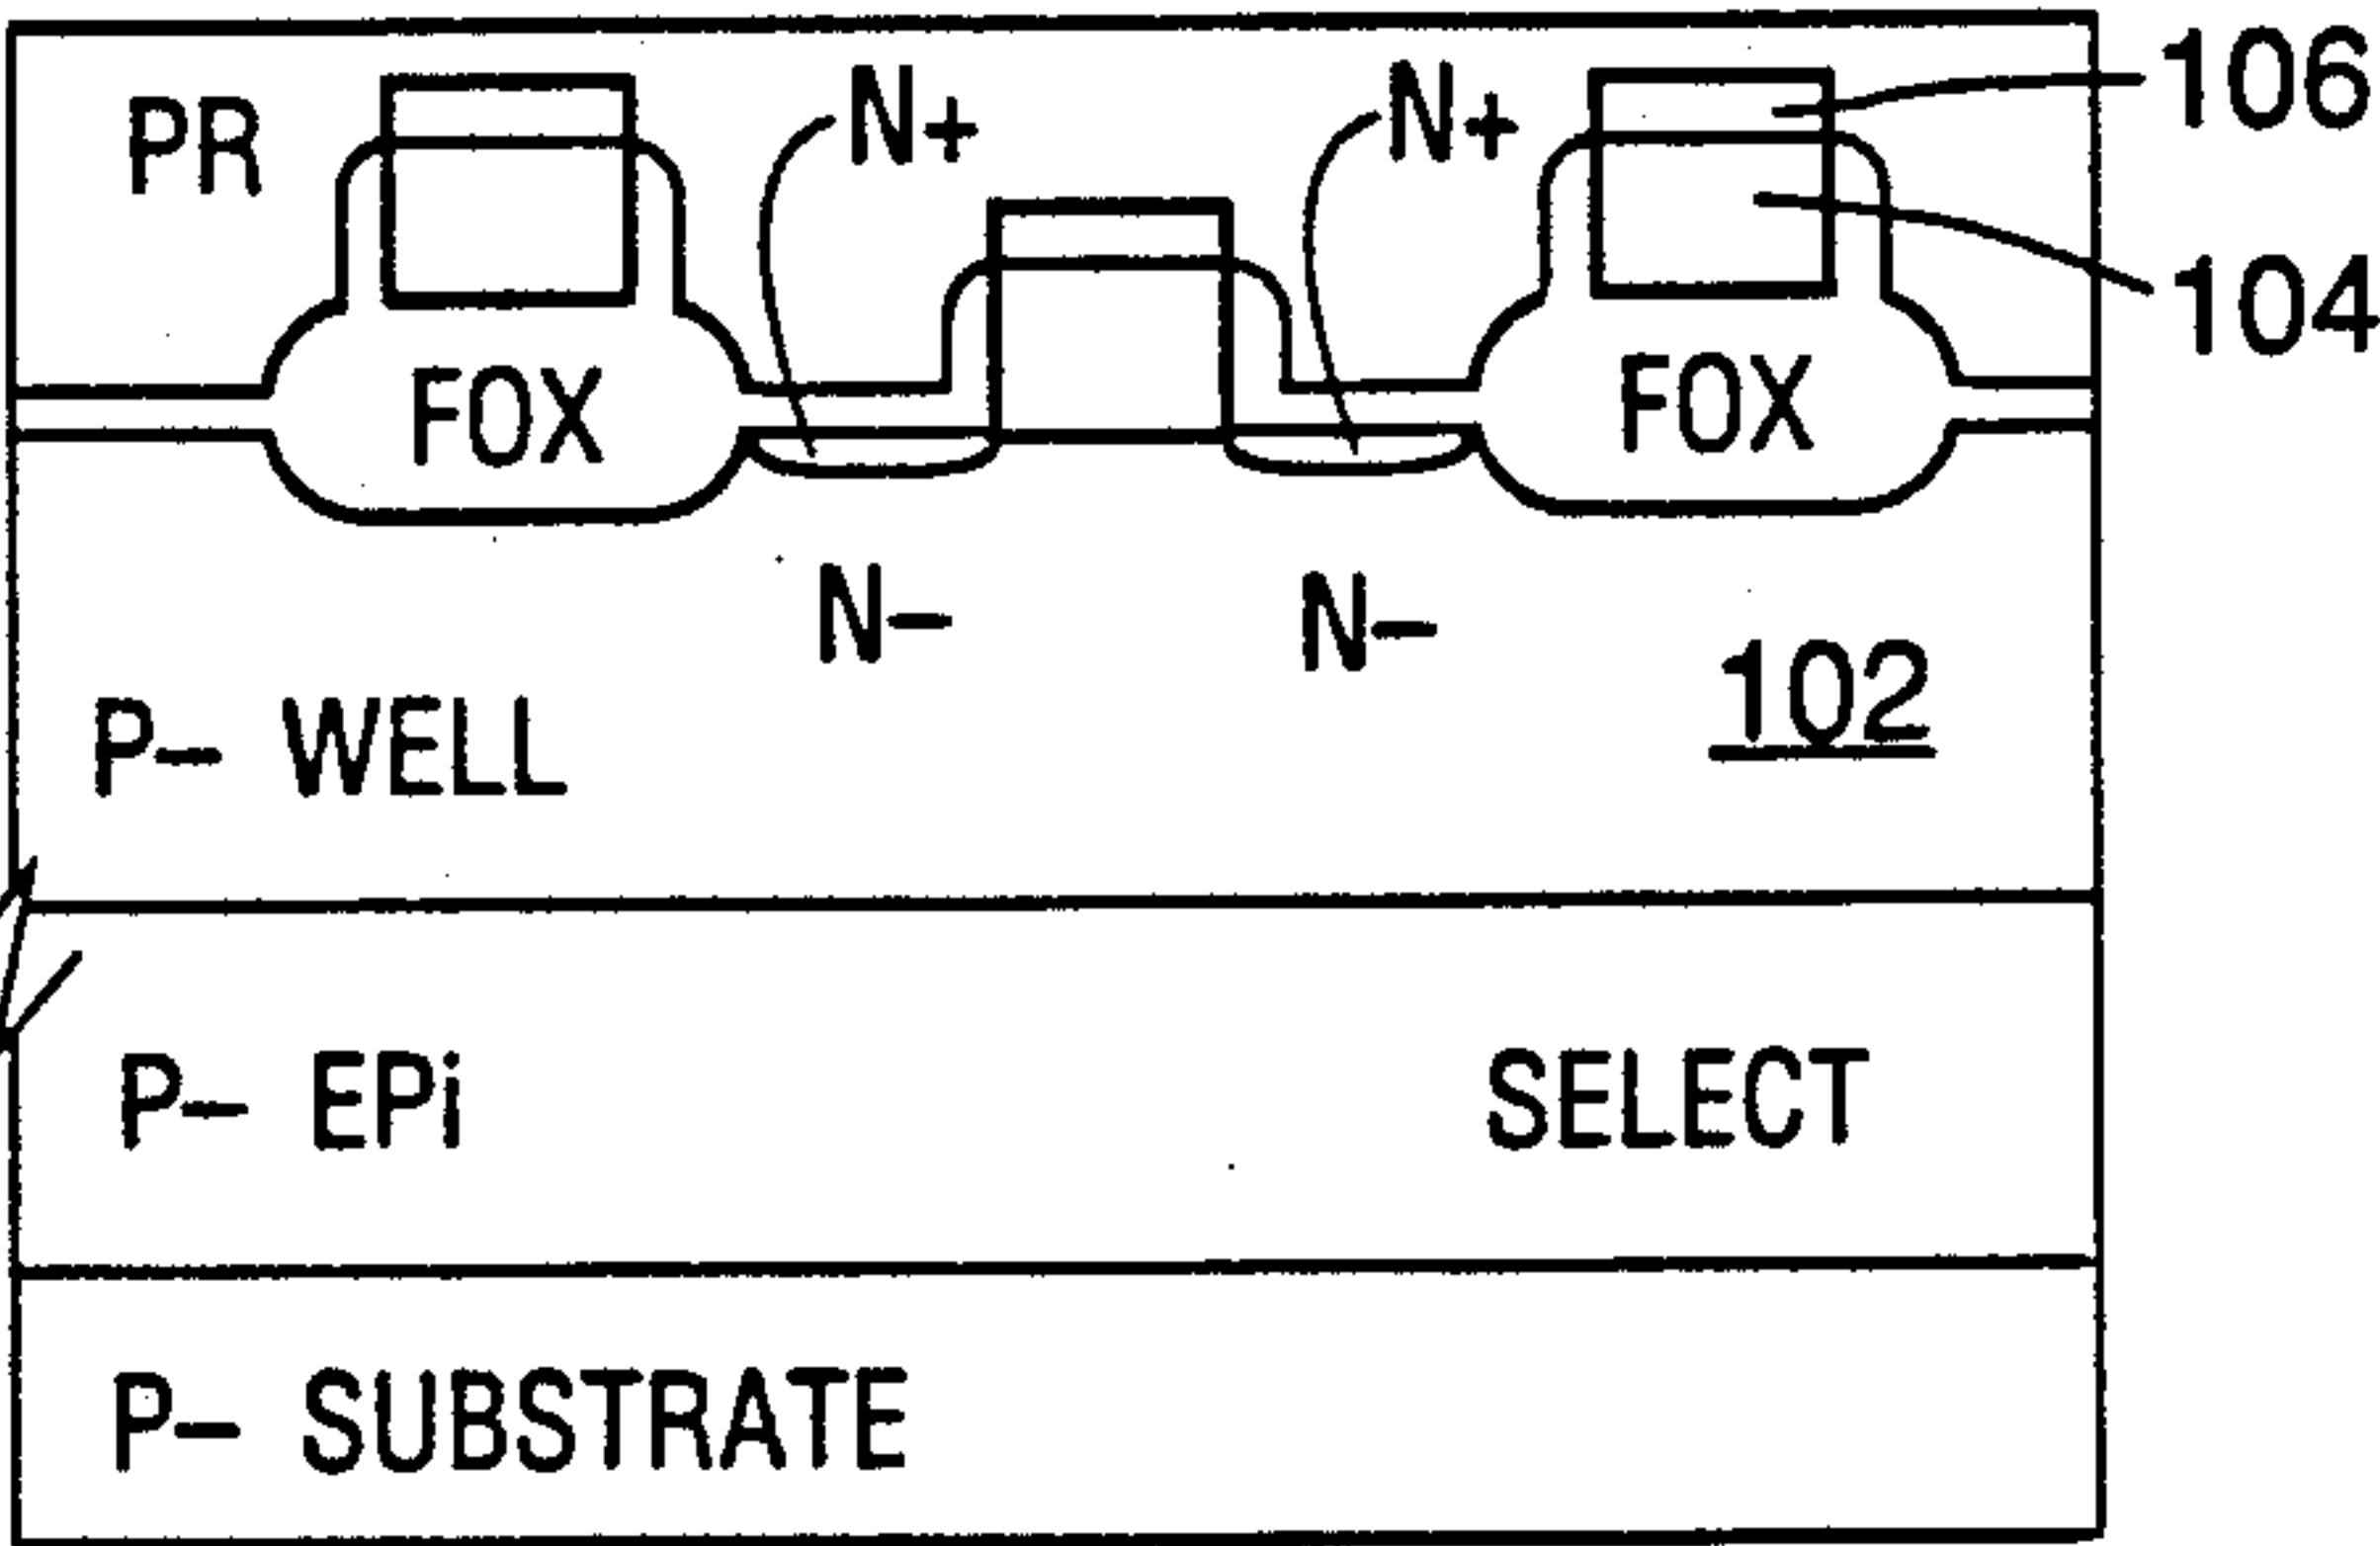 PR
N+
N+
106
104
FOX
FOX
N-
N-
P- WELL
102
P- EPi
SELECT
P- SUBSTRATE